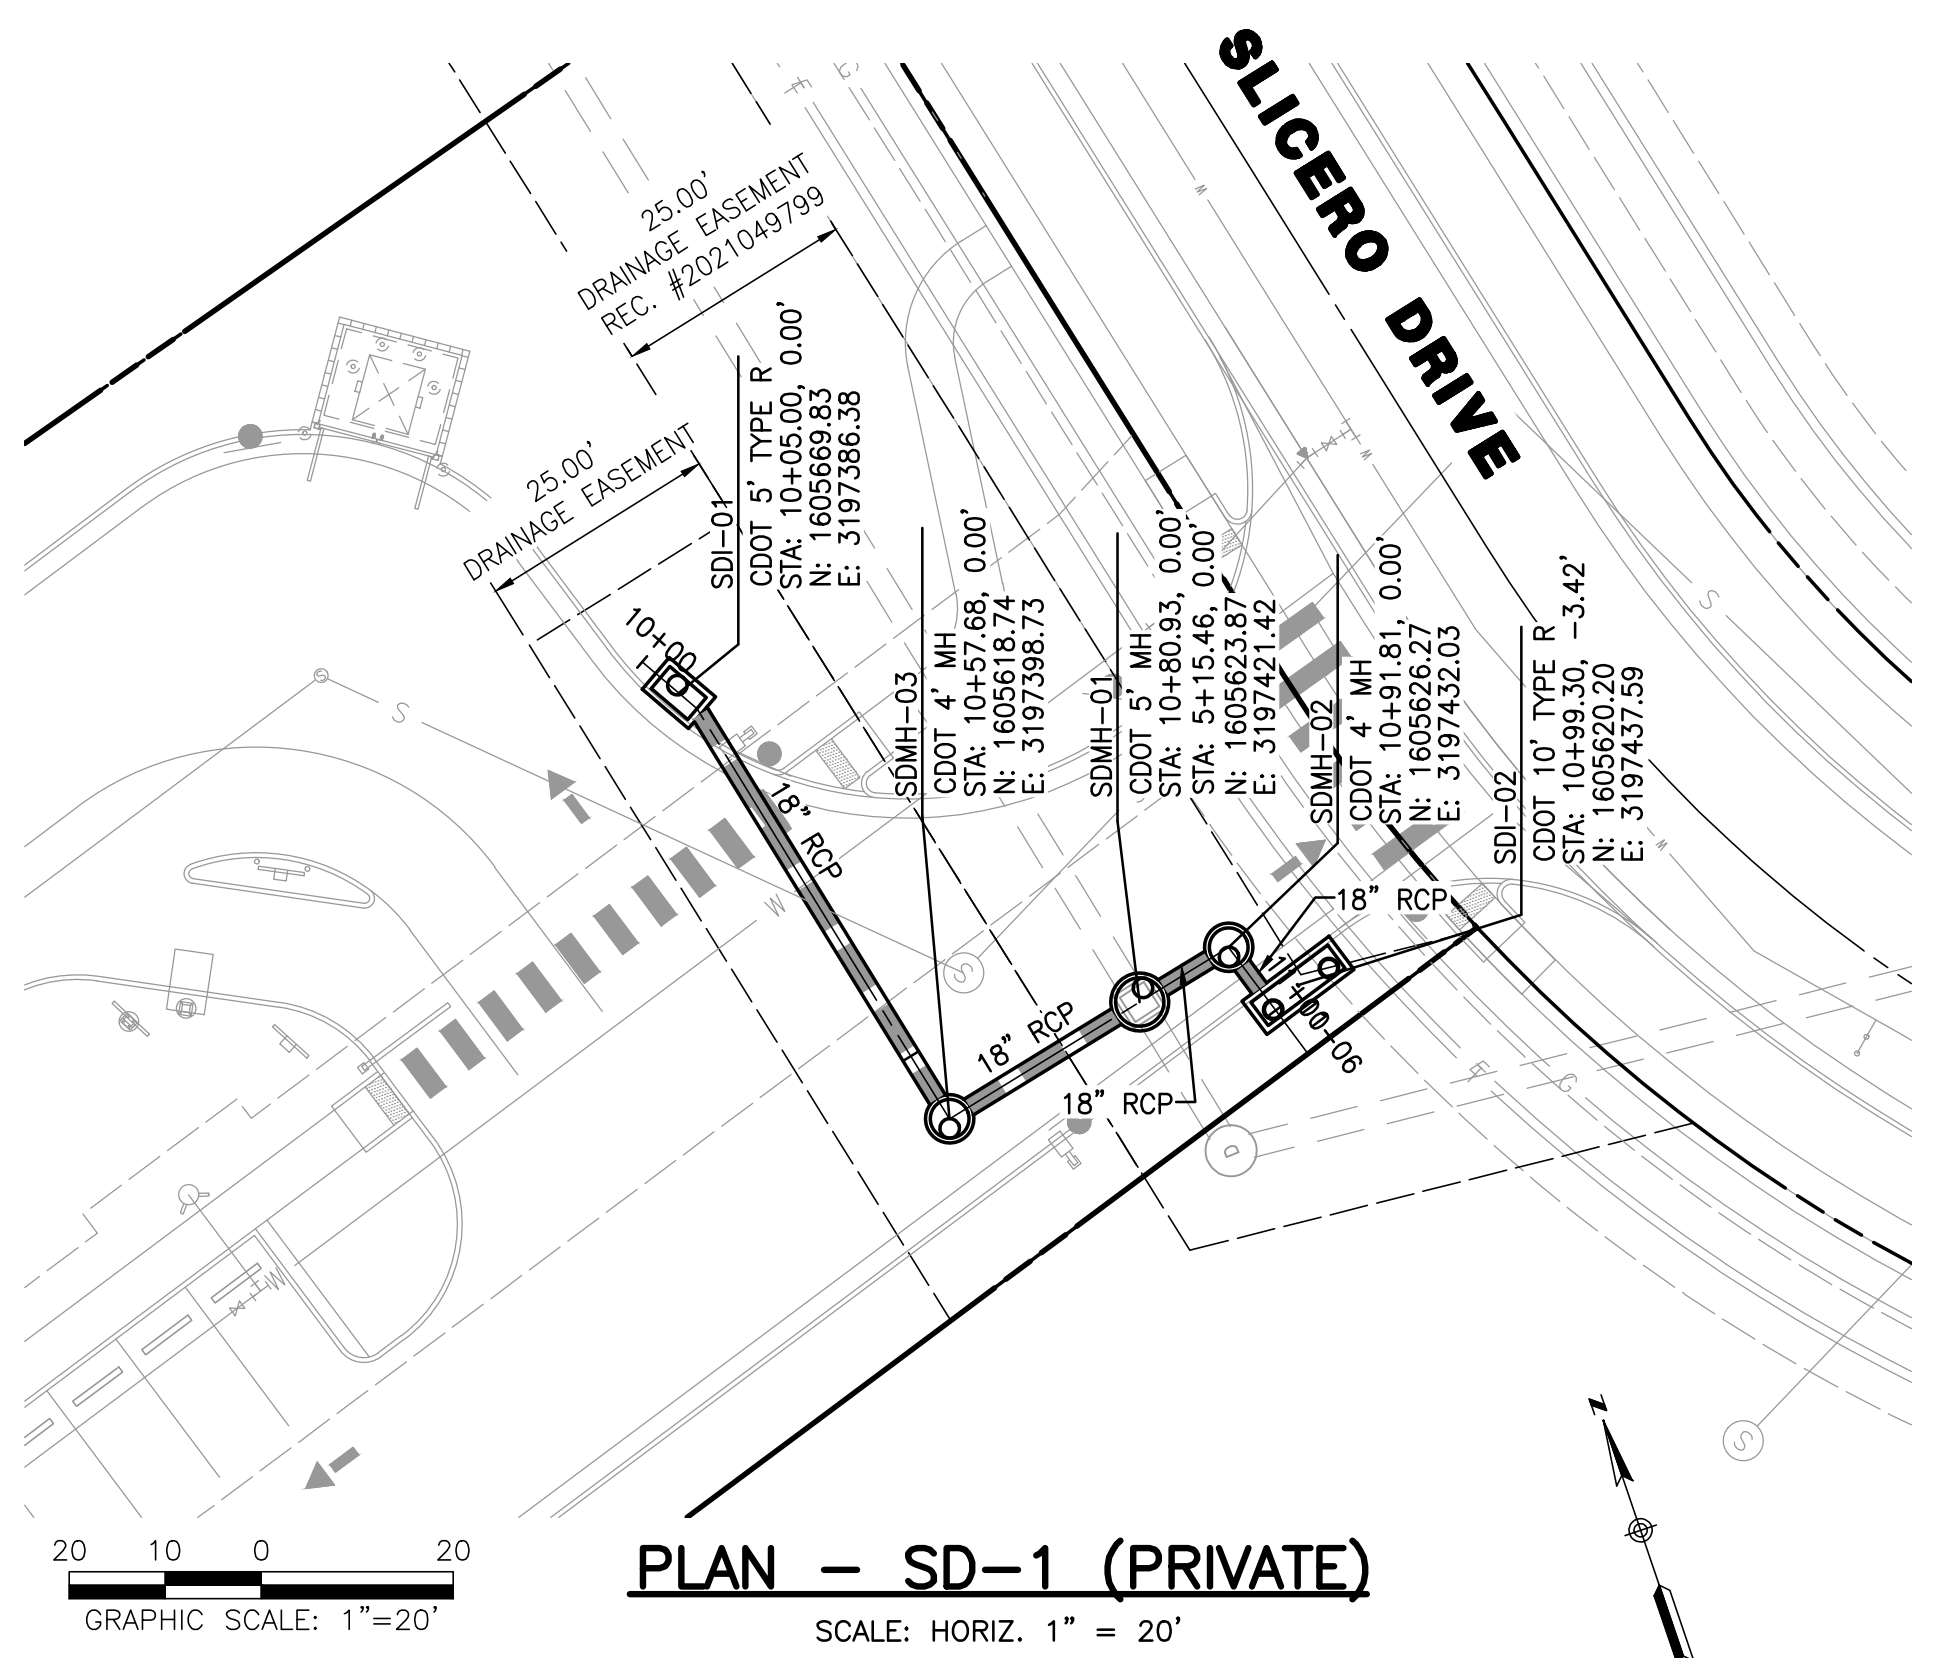 SLICERO DRIVE
25.00'
DRAINAGE EASEMENT
REC. #2021049799
25.00'
DRAINAGE EASEMENT
SDI-01
CDOT 5' TYPE R
STA: 10+05.00, 0.00'
N: 1605669.83
E: 3197386.38
10+00
SDMH-03
CDOT 4' MH
STA: 10+57.68, 0.00'
N: 1605618.74
E: 3197398.73
SDMH-01
CDOT 5' MH
STA: 10+80.93, 0.00'
STA: 5+15.46, 0.00'
N: 1605623.87
E: 3197421.42
SDMH-02
CDOT 4' MH
STA: 10+91.81, 0.00'
N: 1605626.27
E: 3197432.03
SDI-02
CDOT 10' TYPE R
STA: 10+99.30, -3.42'
N: 1605620.20
E: 3197437.59
18" RCP
18" RCP
18" RCP
18" RCP
E
G
W
W
W
W
W
S
S
S
S
S
D
E
G
N
20 10 0 20
GRAPHIC SCALE: 1"=20'
PLAN - SD-1 (PRIVATE)
SCALE: HORIZ. 1" = 20'